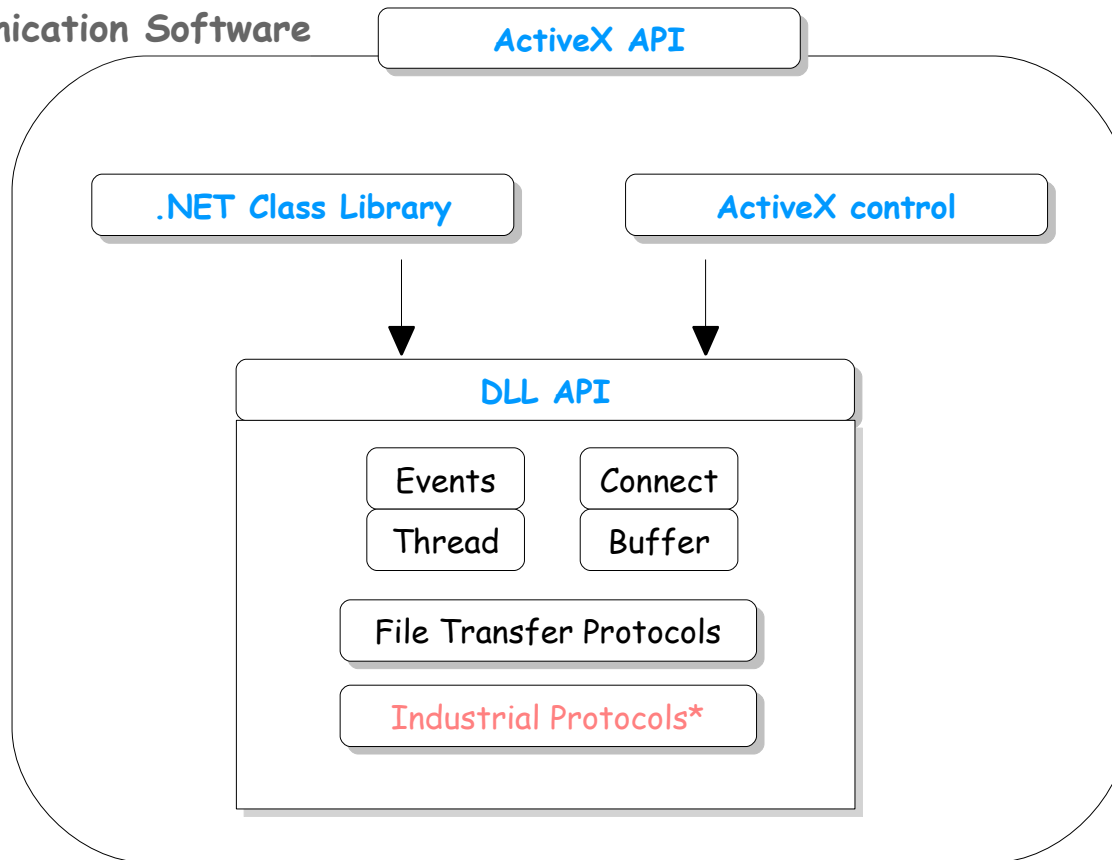 nication Software
ActiveX API
.NET Class Library
ActiveX control
DLL API
Events
Connect
Thread
Buffer
File Transfer Protocols
Industrial Protocols*